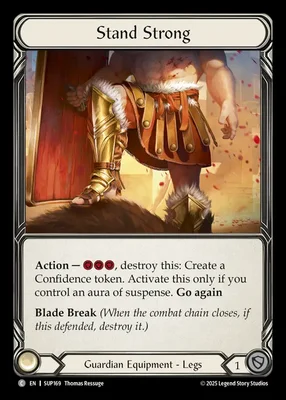 Stand Strong
Action — , destroy this: Create a
Confidence token. Activate this only if you
control an aura of suspense. Go again
Blade Break (When the combat chain closes, if
this defended, destroy it.)
Guardian Equipment - Legs
1
C EN | SUP169 Thomas Ressuge
© 2025 Legend Story Studios